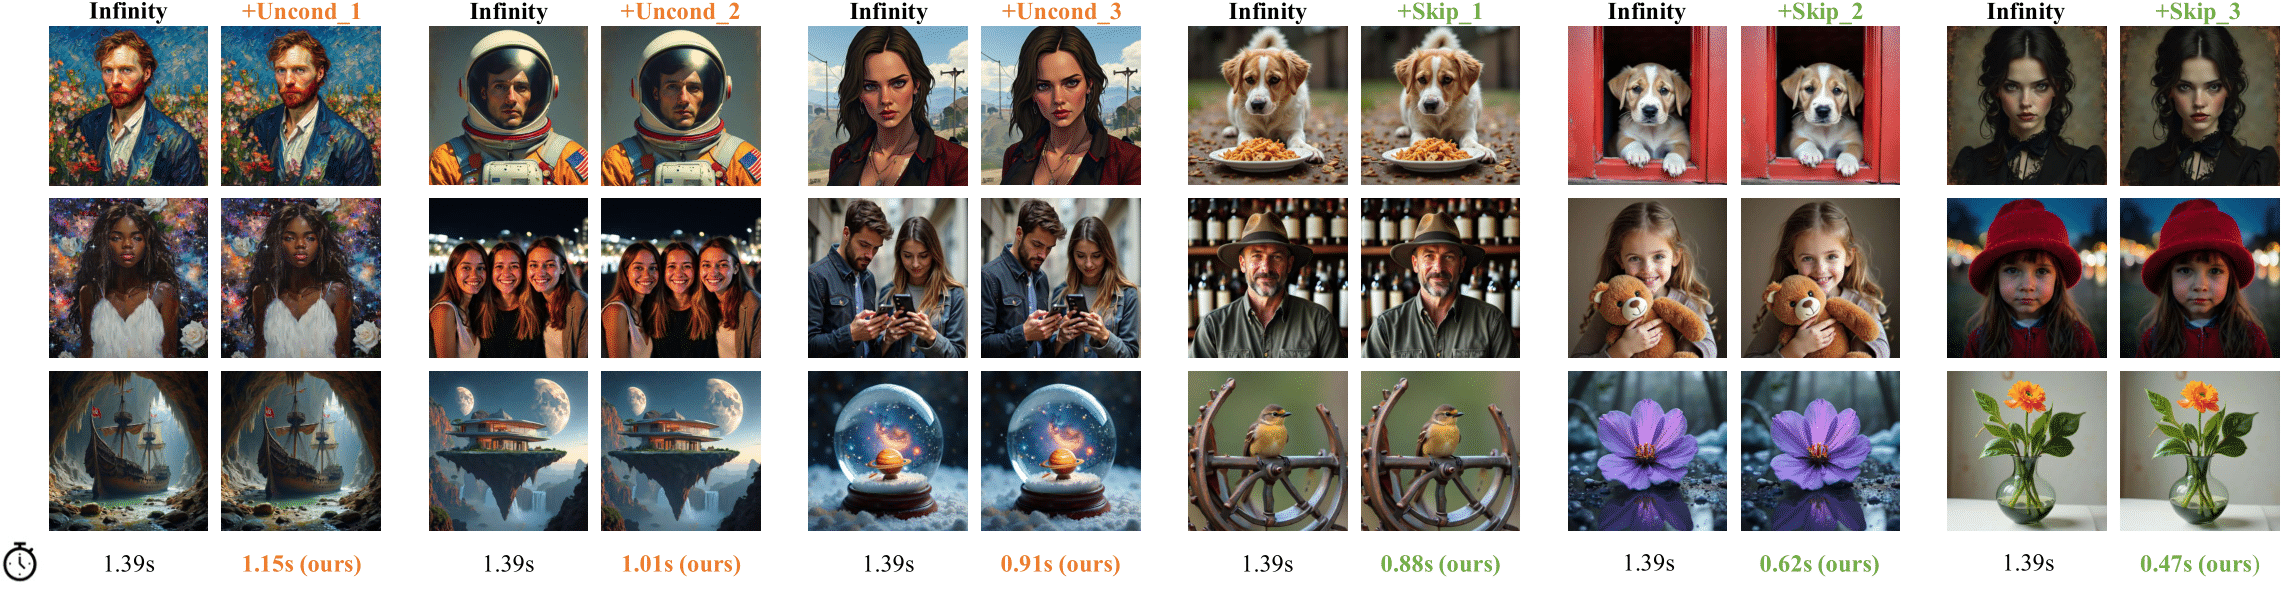 Infinity +Uncond_1 Infinity +Uncond_2 Infinity +Uncond_3 Infinity +Skip_1 Infinity +Skip_2 Infinity +Skip_3
1.39s 1.15s (ours) 1.39s 1.01s (ours) 1.39s 0.91s (ours) 1.39s 0.88s (ours) 1.39s 0.62s (ours) 1.39s 0.47s (ours)